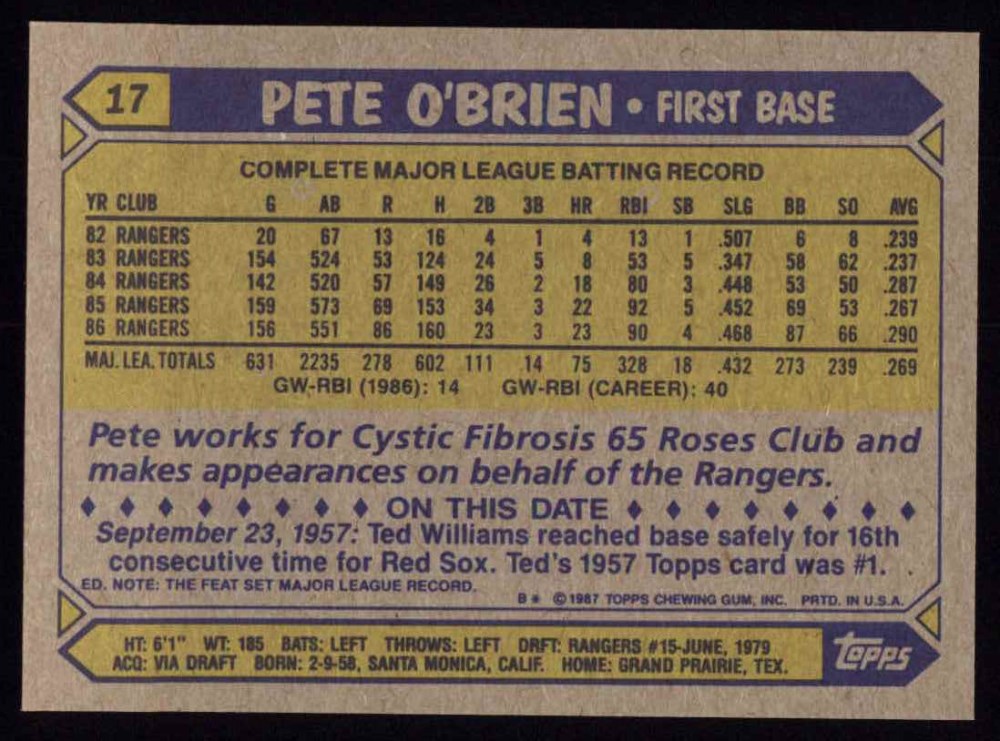 17 PETE O'BRIEN • FIRST BASE
COMPLETE MAJOR LEAGUE BATTING RECORD
YR CLUB G AB R H 2B 3B HR RBI SB SLG BB SO AVG
82 RANGERS 20 67 13 16 4 1 4 13 1 .507 6 8 .239
83 RANGERS 154 524 53 124 24 5 8 53 5 .347 58 62 .237
84 RANGERS 142 520 57 149 26 2 18 80 3 .448 53 50 .287
85 RANGERS 159 573 69 153 34 3 22 92 5 .452 69 53 .267
86 RANGERS 156 551 86 160 23 3 23 90 4 .468 87 66 .290
MAJ. LEA. TOTALS 631 2235 278 602 111 14 75 328 18 .432 273 239 .269
GW-RBI (1986): 14 GW-RBI (CAREER): 40
Pete works for Cystic Fibrosis 65 Roses Club and
makes appearances on behalf of the Rangers.
♦ ♦ ♦ ♦ ♦ ♦ ♦ ♦ ON THIS DATE ♦ ♦ ♦ ♦ ♦ ♦ ♦ ♦
September 23, 1957: Ted Williams reached base safely for 16th
consecutive time for Red Sox. Ted's 1957 Topps card was #1.
ED. NOTE: THE FEAT SET MAJOR LEAGUE RECORD.
B* © 1987 TOPPS CHEWING GUM, INC. PRTD. IN U.S.A.
HT: 6'1" WT: 185 BATS: LEFT THROWS: LEFT DRFT: RANGERS #15-JUNE, 1979
ACQ: VIA DRAFT BORN: 2-9-58, SANTA MONICA, CALIF. HOME: GRAND PRAIRIE, TEX.
Topps